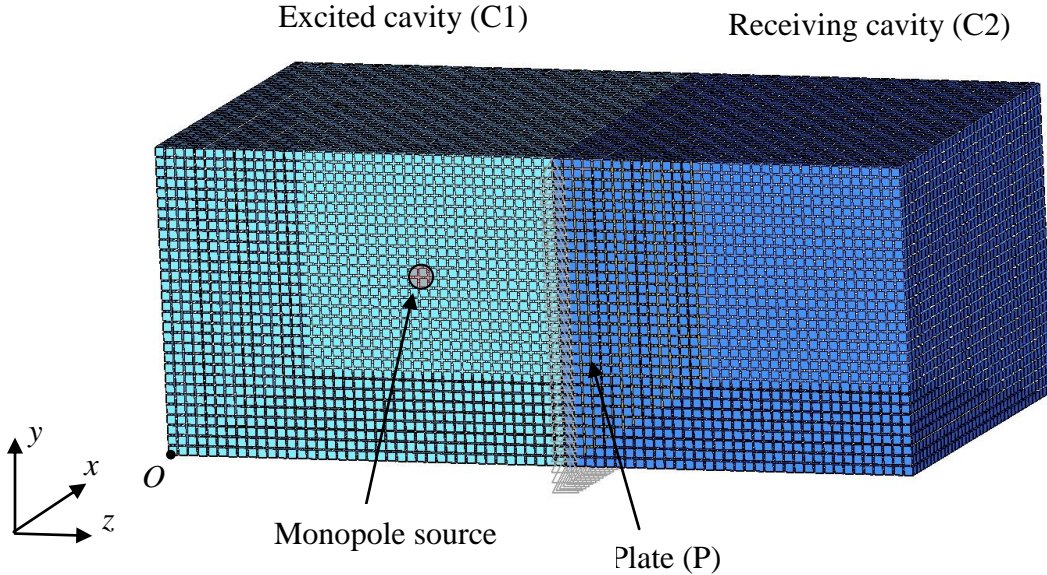 Excited cavity (C1)
Receiving cavity (C2)
y
x
O
z
Monopole source
Plate (P)